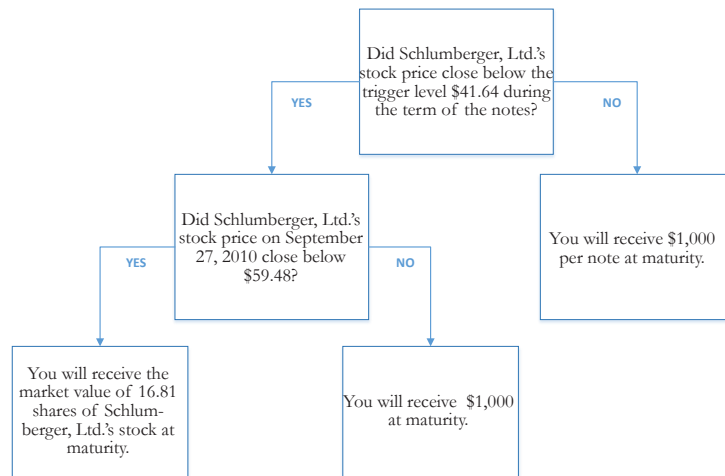 Did Schlumberger, Ltd.'s
stock price close below the
trigger level $41.64 during
the term of the notes?
YES
NO
Did Schlumberger, Ltd.'s
stock price on September
27, 2010 close below
$59.48?
You will receive $1,000
per note at maturity.
YES
NO
You will receive the
market value of 16.81
shares of Schlum-
berger, Ltd.'s stock at
maturity.
You will receive $1,000
at maturity.